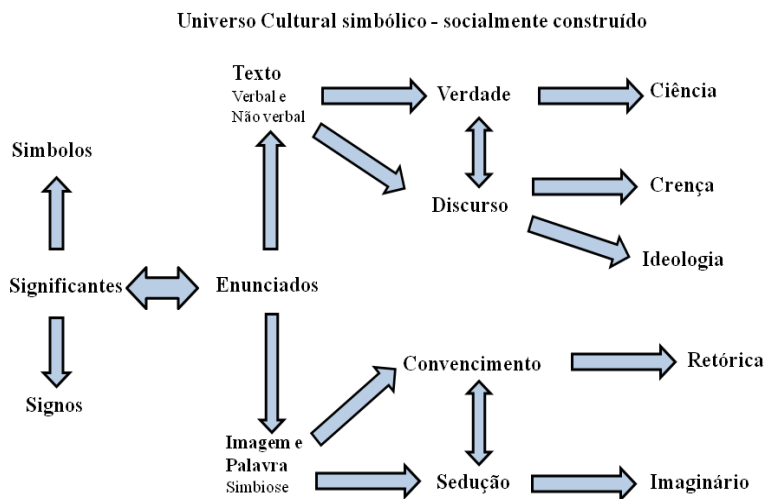 Universo Cultural simbólico - socialmente construído
Texto
Verbal e
Não verbal
Verdade
Ciência
Simbolos
Discurso
Crença
Ideologia
Significantes
Enunciados
Convencimento
Retórica
Signos
Imagem e
Palavra
Simbiose
Sedução
Imaginário